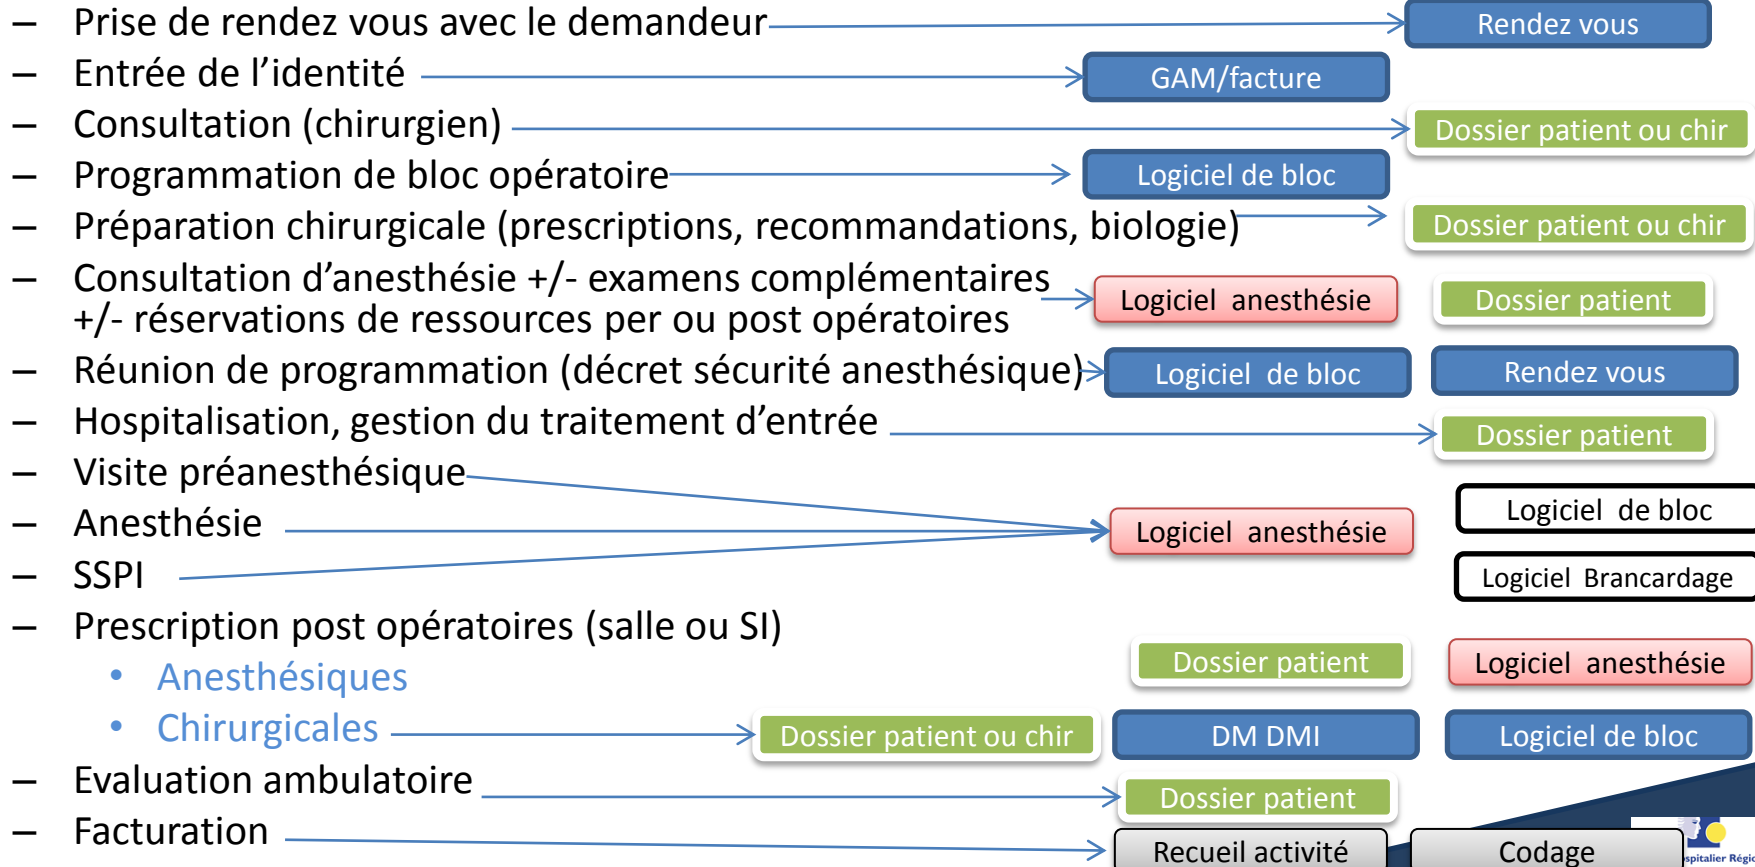 – Prise de rendez vous avec le demandeur Rendez vous
– Entrée de l’identité GAM/facture
– Consultation (chirurgien) Dossier patient ou chir
– Programmation de bloc opératoire Logiciel de bloc
– Préparation chirurgicale (prescriptions, recommandations, biologie) Dossier patient ou chir
– Consultation d’anesthésie +/- examens complémentaires
+/- réservations de ressources per ou post opératoires Logiciel anesthésie Dossier patient
– Réunion de programmation (décret sécurité anesthésique) Logiciel de bloc Rendez vous
– Hospitalisation, gestion du traitement d’entrée Dossier patient
– Visite préanesthésique
– Anesthésie Logiciel anesthésie Logiciel de bloc
– SSPI Logiciel Brancardage
– Prescription post opératoires (salle ou SI)
• Anesthésiques Dossier patient Logiciel anesthésie
• Chirurgicales Dossier patient ou chir DM DMI Logiciel de bloc
– Evaluation ambulatoire Dossier patient
– Facturation Recueil activité Codage
spitalier Régio